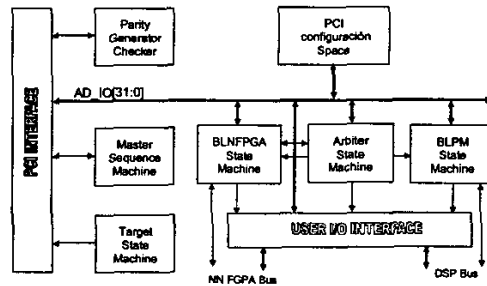 Parity
Generator
Checker
PCI
configuración
Space
AD_IO[31:0]
PCI INTERFACE
Master
Sequence
Machine
BLNFPGA
State
Machine
Arbiter
State
Machine
BLPM
State
Machine
Target
State
Machine
USER I/O INTERFACE
NN FGPA Bus
DSP Bus